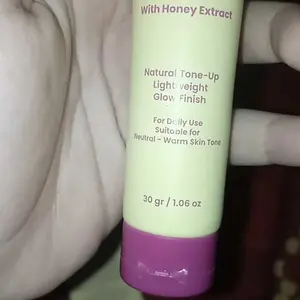 With Honey Extract
Natural Tone-Up
Lightweight
Glow Finish
For Daily Use
Suitable for
Neutral - Warm Skin Tone
30 gr / 1.06 oz